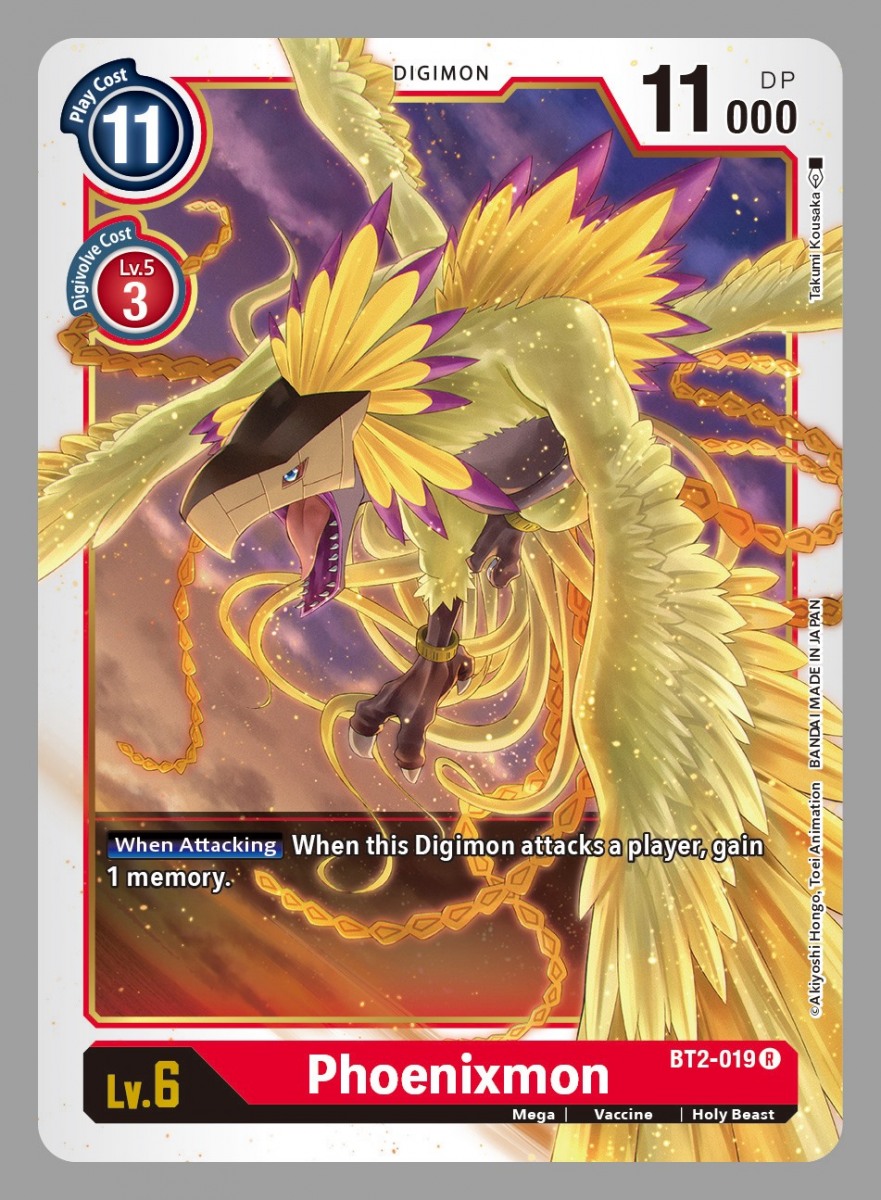 DIGIMON
Play Cost
11
11000
DP
Digivolve Cost
Lv.5
3
Takumi Kousaka
When Attacking When this Digimon attacks a player, gain
1 memory.
©Akiyoshi Hongo, Toei Animation BANDAI MADE IN JAPAN
Lv.6
Phoenixmon
BT2-019 R
Mega | Vaccine | Holy Beast